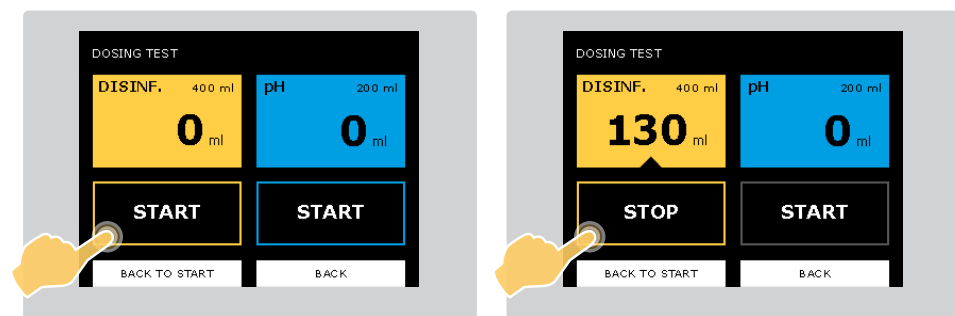 DOSING TEST
DISINF. 400 ml
0 ml
pH 200 ml
0 ml
START
START
BACK TO START
BACK
DOSING TEST
DISINF. 400 ml
130 ml
pH 200 ml
0 ml
STOP
START
BACK TO START
BACK